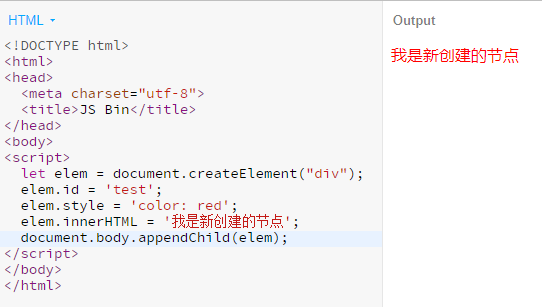 HTML
Output
<!DOCTYPE html>
<html>
<head>
  <meta charset="utf-8">
  <title>JS Bin</title>
</head>
<body>
<script>
  let elem = document.createElement("div");
  elem.id = 'test';
  elem.style = 'color: red';
  elem.innerHTML = '我是新创建的节点';
  document.body.appendChild(elem);
</script>
</body>
</html>
我是新创建的节点